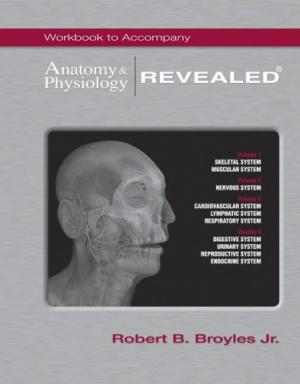 Workbook to Accompany
Anatomy &
Physiology
REVEALED®
Volume 1
SKELETAL SYSTEM
MUSCULAR SYSTEM
Volume 2
NERVOUS SYSTEM
Volume 3
CARDIOVASCULAR SYSTEM
LYMPHATIC SYSTEM
RESPIRATORY SYSTEM
Volume 4
DIGESTIVE SYSTEM
URINARY SYSTEM
REPRODUCTIVE SYSTEM
ENDOCRINE SYSTEM
Robert B. Broyles Jr.